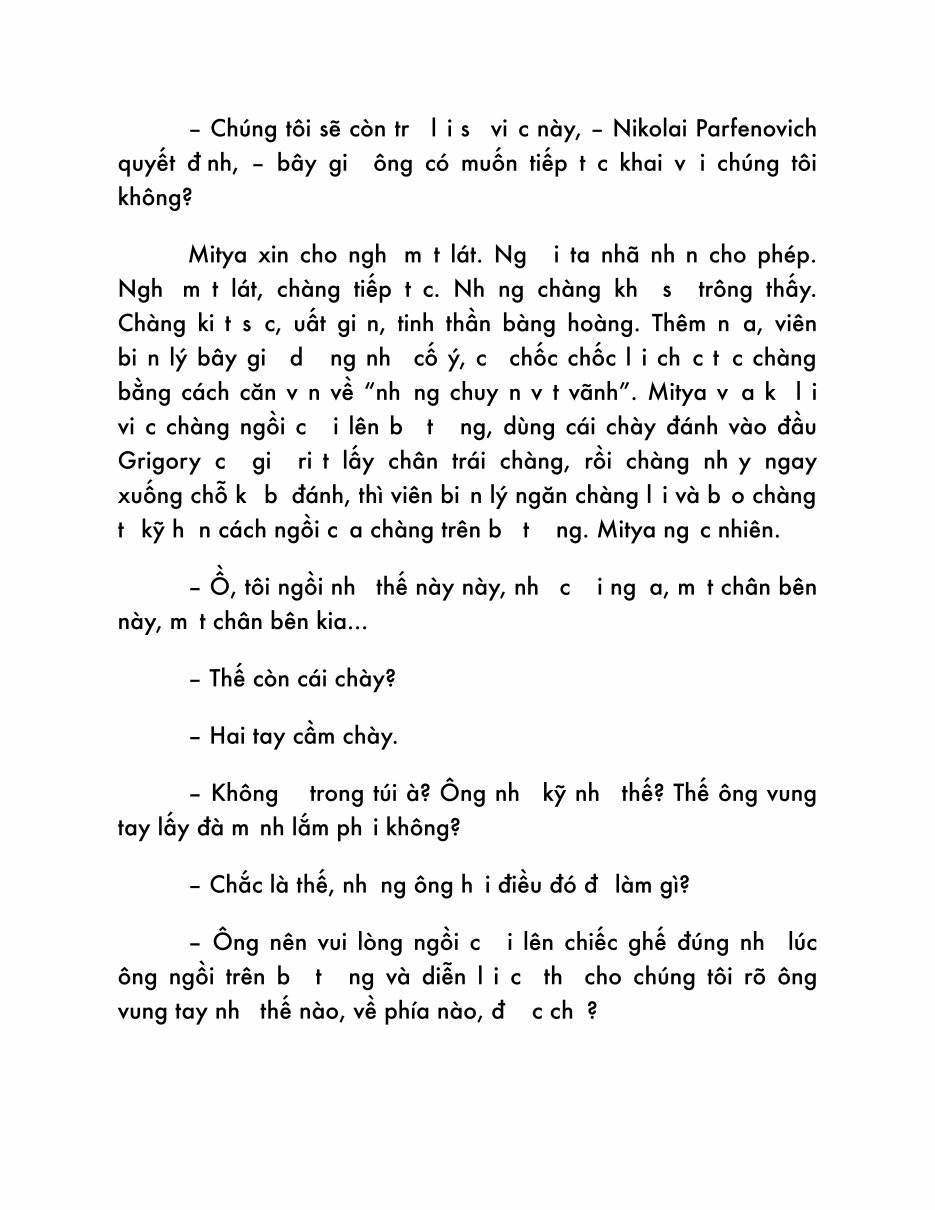 – Chúng tôi sẽ còn tr l i s vi c này, – Nikolai Parfenovich
quyết đ nh, – bây gi ông có muốn tiếp t c khai v i chúng tôi
không?
Mitya xin cho ngh m t lát. Ng i ta nhã nh n cho phép.
Ngh m t lát, chàng tiếp t c. Nh ng chàng kh s trông thấy.
Chàng ki t s c, uất gi n, tinh thần bàng hoàng. Thêm n a, viên
bi n lý bây gi d ng nh cố ý, c chốc chốc l i ch c t c chàng
bằng cách căn v n về “nh ng chuy n v t vãnh”. Mitya v a k l i
vi c chàng ngồi c i lên b t ng, dùng cái chày đánh vào đầu
Grigory c gi ri t lấy chân trái chàng, rồi chàng nh y ngay
xuống chỗ k b đánh, thì viên bi n lý ngăn chàng l i và b o chàng
t kỹ h n cách ngồi c a chàng trên b t ng. Mitya ng c nhiên.
– Ồ, tôi ngồi nh thế này này, nh c i ng a, m t chân bên
này, m t chân bên kia...
– Thế còn cái chày?
– Hai tay cầm chày.
– Không trong túi à? Ông nh kỹ nh thế? Thế ông vung
tay lấy đà m nh lắm ph i không?
– Chắc là thế, nh ng ông h i điều đó đ làm gì?
– Ông nên vui lòng ngồi c i lên chiếc ghế đúng nh lúc
ông ngồi trên b t ng và diễn l i c th cho chúng tôi rõ ông
vung tay nh thế nào, về phía nào, đ c ch ?